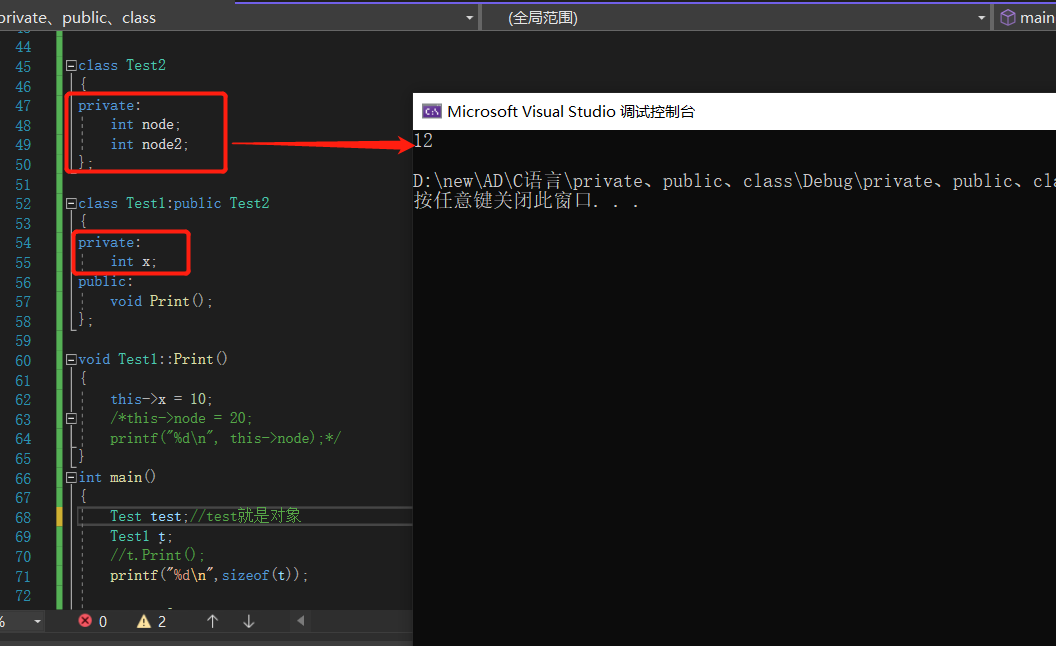 private、public、class
(全局范围)
main
44
45 class Test2
46 {
47 private:
48 int node;
49 int node2;
50 };
51
52 class Test1:public Test2
53 {
54 private:
55 int x;
56 public:
57 void Print();
58 };
59
60 void Test1::Print()
61 {
62 this->x = 10;
63 /*this->node = 20;
64 printf("%d\n", this->node);*/
65 }
66 int main()
67 {
68 Test test;//test就是对象
69 Test1 t;
70 //t.Print();
71 printf("%d\n",sizeof(t));
72
% 0 2
Microsoft Visual Studio 调试控制台
12
D:\new\AD\C语言\private、public、class\Debug\private、public、cla
按任意键关闭此窗口. . .